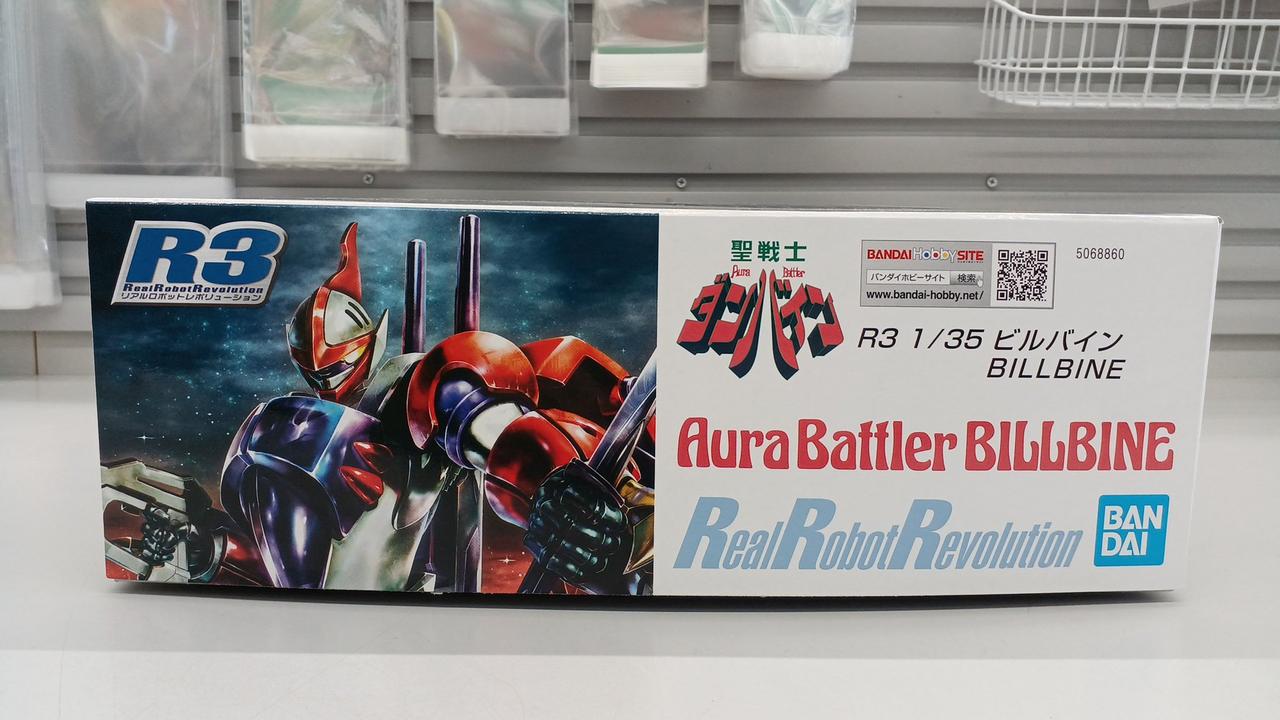 R3
RealRobotRevolution
リアルロボットレボリューション
聖戦士
Aura Battler
ダンバイン
BANDAI HobbySITE
バンダイホビーサイト 検索
www.bandai-hobby.net/
5068860
R3 1/35 ビルバイン
BILLBINE
Aura Battler BILLBINE
RealRobotRevolution
BAN
DAI